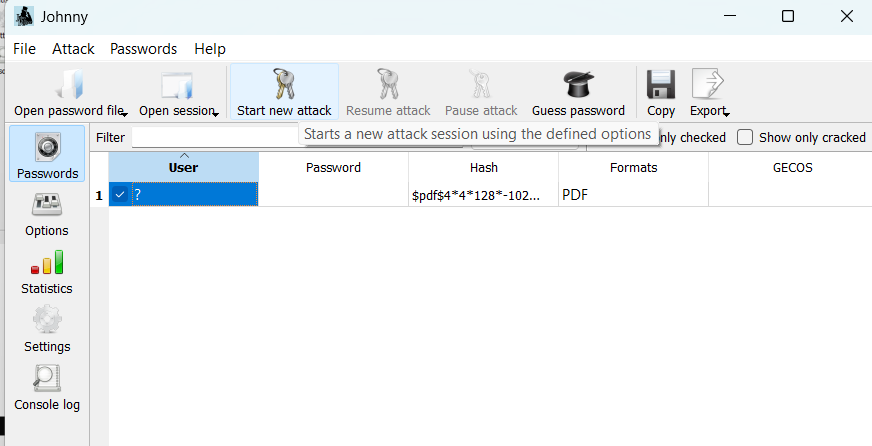 Johnny
File Attack Passwords Help
Open password file Open session Start new attack Resume attack Pause attack Guess password Copy Export
Filter Starts a new attack session using the defined options only checked Show only cracked
Passwords
User Password Hash Formats GECOS
1 ? $pdf$4*4*128*-102... PDF
Options
Statistics
Settings
Console log